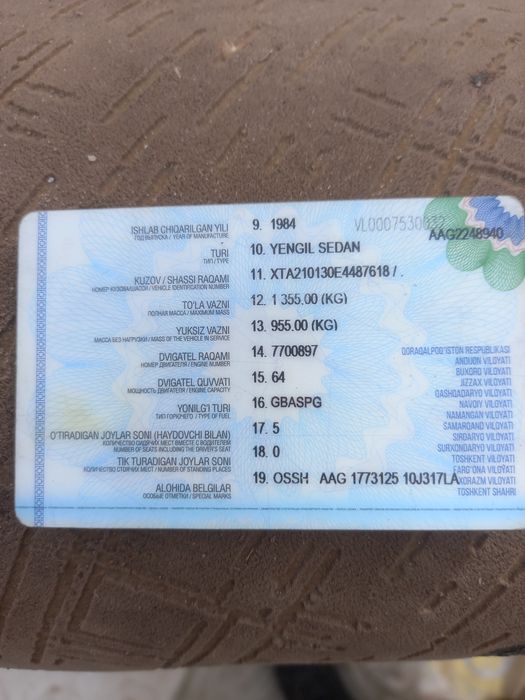 VL0007530032
AAG2248940
ISHLAB CHIQARILGAN YILI 9. 1984
ГОД ВЫПУСКА / YEAR OF MANUFACTURE
TURI 10. YENGIL SEDAN
ТИП / TYPE
KUZOV / SHASSI RAQAMI 11. XTA210130E4487618 / .
НОМЕР КУЗОВА/ШАССИ / VEHICLE IDENTIFICATION NUMBER
TO'LA VAZNI 12. 1 355.00 (KG)
ПОЛНАЯ МАССА / MAXIMUM MASS
YUKSIZ VAZNI 13. 955.00 (KG)
МАССА БЕЗ НАГРУЗКИ / MASS OF THE VEHICLE IN SERVICE
DVIGATEL RAQAMI 14. 7700897
НОМЕР ДВИГАТЕЛЯ / ENGINE NUMBER
DVIGATEL QUVVATI 15. 64
МОЩНОСТЬ ДВИГАТЕЛЯ / ENGINE CAPACITY
YONILG'I TURI 16. GBASPG
ТИП ГОРЮЧЕГО / TYPE OF FUEL
O'TIRADIGAN JOYLAR SONI (HAYDOVCHI BILAN) 17. 5
КОЛИЧЕСТВО СИДЯЧИХ МЕСТ ВМЕСТЕ С ВОДИТЕЛЕМ
NUMBER OF SEATS INCLUDING THE DRIVER'S SEAT
TIK TURADIGAN JOYLAR SONI 18. 0
КОЛИЧЕСТВО СТОЯЧИХ МЕСТ / NUMBER OF STANDING PLACES
ALOHIDA BELGILAR 19. OSSH AAG 1773125 10J317LA
ОСОБЫЕ ОТМЕТКИ / SPECIAL MARKS
QORAQALPOG'ISTON RESPUBLIKASI
ANDIJON VILOYATI
BUXORO VILOYATI
JIZZAX VILOYATI
QASHQADARYO VILOYATI
NAVOIY VILOYATI
NAMANGAN VILOYATI
SAMARQAND VILOYATI
SIRDARYO VILOYATI
SURXONDARYO VILOYATI
TOSHKENT VILOYATI
FARG'ONA VILOYATI
XORAZM VILOYATI
TOSHKENT SHAHRI